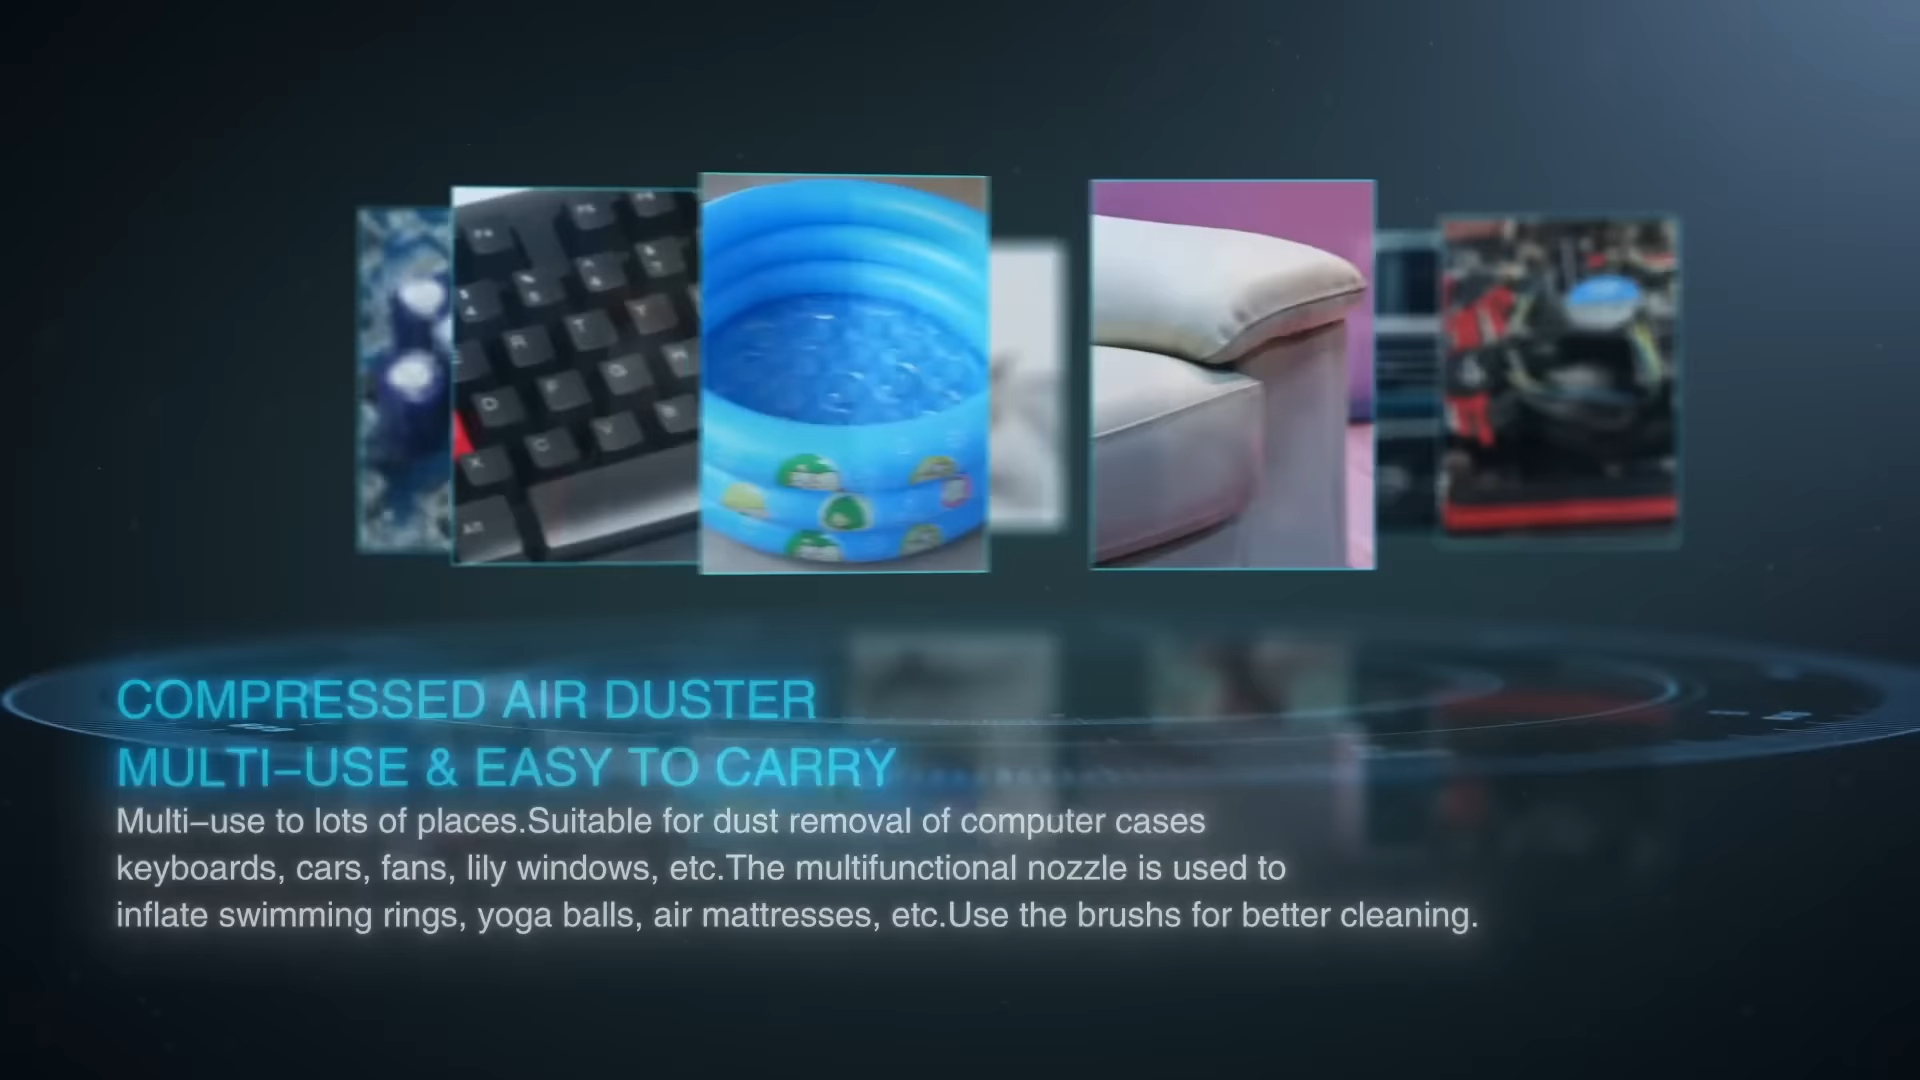 COMPRESSED AIR DUSTER
MULTI–USE & EASY TO CARRY
Multi–use to lots of places.Suitable for dust removal of computer cases
keyboards, cars, fans, lily windows, etc.The multifunctional nozzle is used to
inflate swimming rings, yoga balls, air mattresses, etc.Use the brushs for better cleaning.